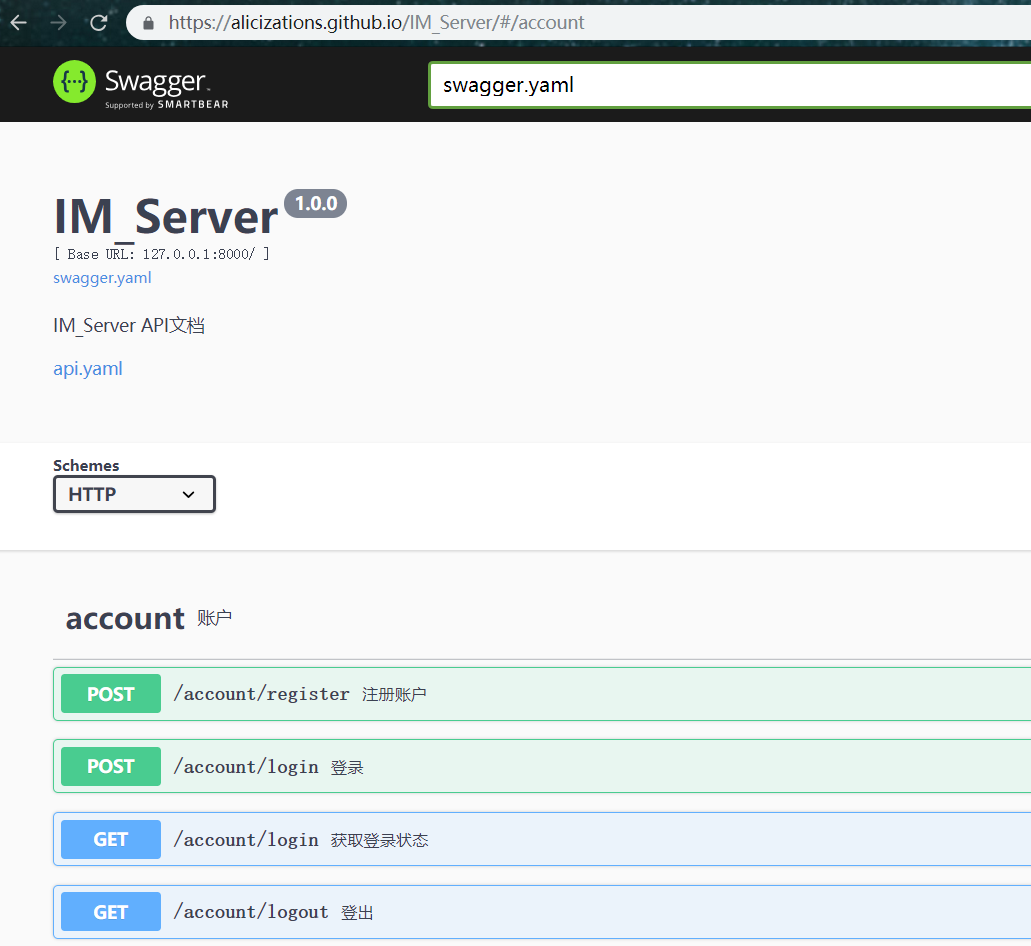 https://alicizations.github.io/IM_Server/#/account
Swagger
Supported by SMARTBEAR
swagger.yaml
IM_Server 1.0.0
[ Base URL: 127.0.0.1:8000/ ]
swagger.yaml
IM_Server API文档
api.yaml
Schemes
HTTP
account 账户
POST /account/register 注册账户
POST /account/login 登录
GET /account/login 获取登录状态
GET /account/logout 登出